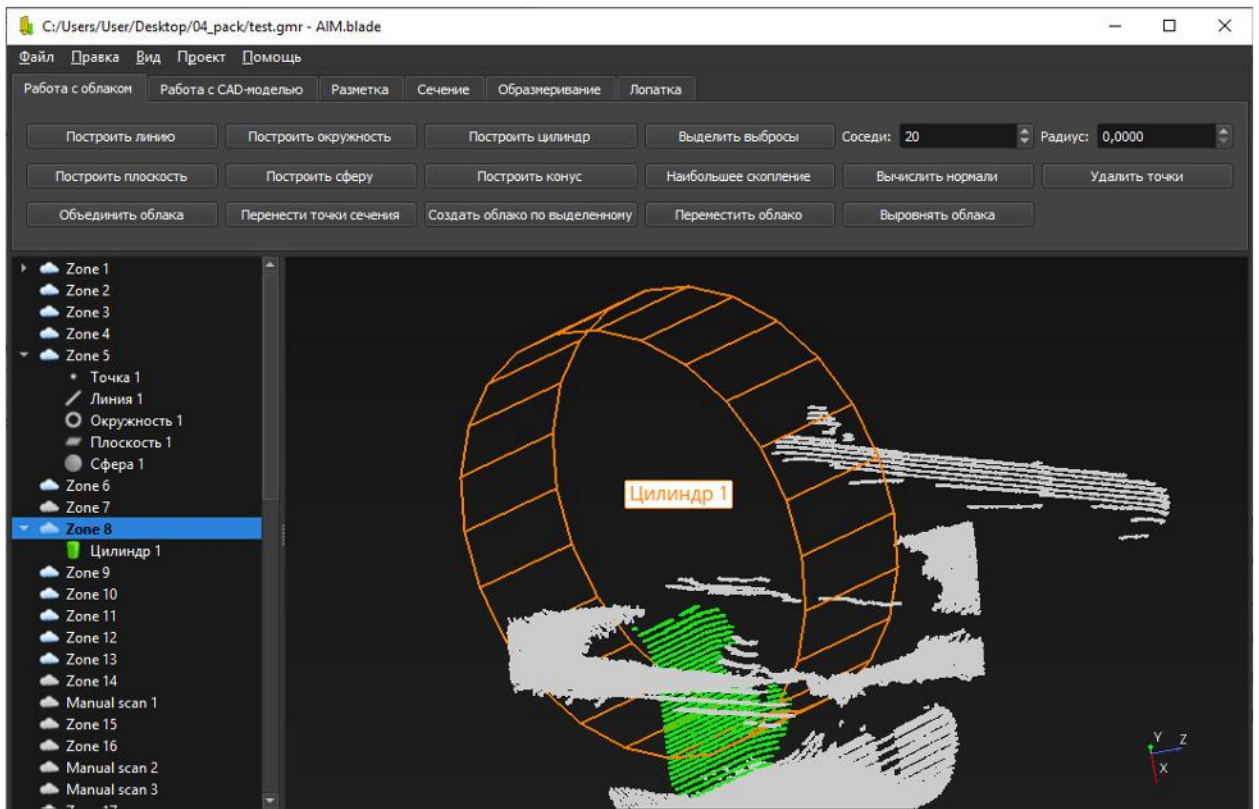 C:/Users/User/Desktop/04_pack/test.gmr - AIM.blade
Файл Правка Вид Проект Помощь
Работа с облаком Работа с CAD-моделью Разметка Сечение Образмеривание Лопатка
Построить линию Построить окружность Построить цилиндр Выделить выбросы Соседи: 20 Радиус: 0,0000
Построить плоскость Построить сферу Построить конус Наибольшее скопление Вычислить нормали Удалить точки
Объединить облака Перенести точки сечения Создать облако по выделенному Переместить облако Выровнять облака
Zone 1
Zone 2
Zone 3
Zone 4
Zone 5
Точка 1
Линия 1
Окружность 1
Плоскость 1
Сфера 1
Zone 6
Zone 7
Zone 8
Цилиндр 1
Zone 9
Zone 10
Zone 11
Zone 12
Zone 13
Zone 14
Manual scan 1
Zone 15
Zone 16
Manual scan 2
Manual scan 3
Цилиндр 1
Y Z
X